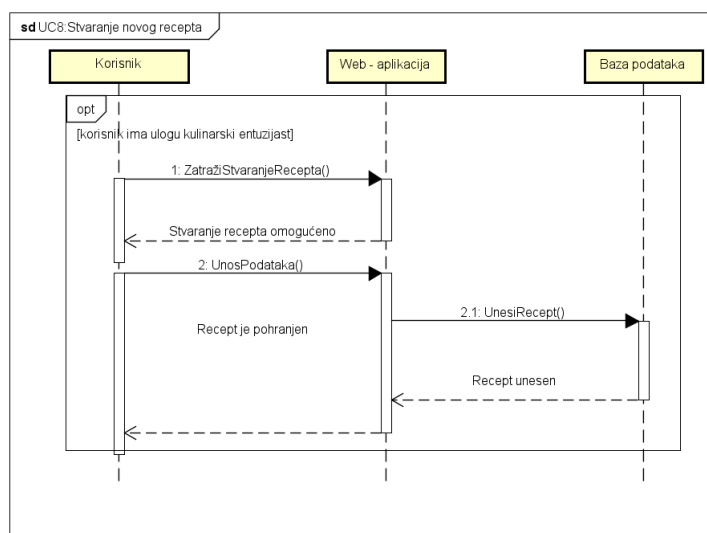 sd UC8:Stvaranje novog recepta
Korisnik
Web - aplikacija
Baza podataka
opt
[korisnik ima ulogu kulinarski entuzijast]
1: ZatražiStvaranjeRecepta()
Stvaranje recepta omogućeno
2: UnosPodataka()
2.1: UnesiRecept()
Recept je pohranjen
Recept unesen